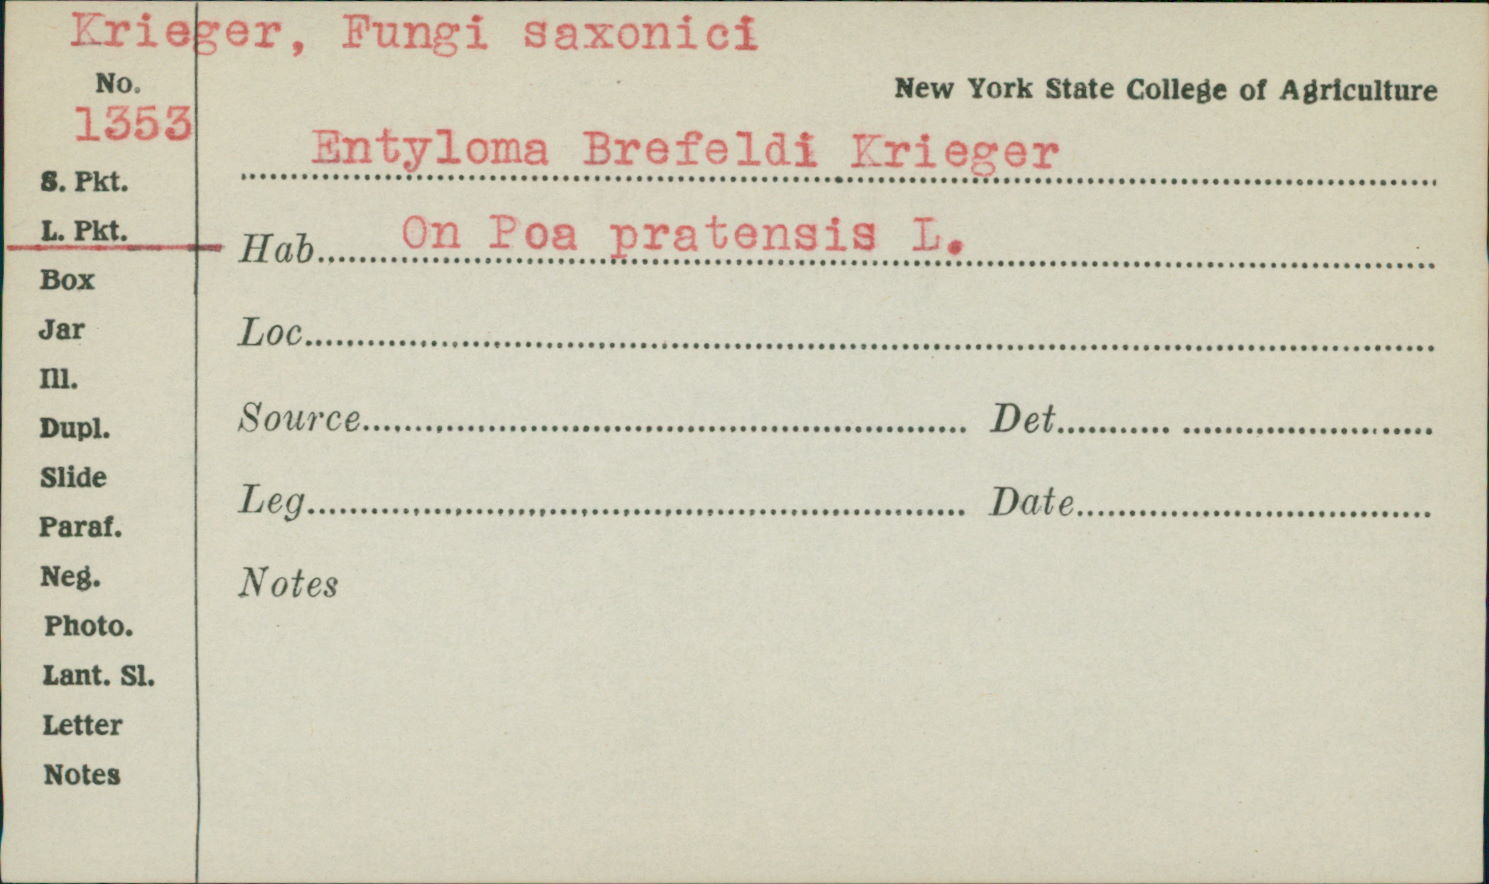 Krieger, Fungi saxonici
No.
New York State College of Agriculture
1353
Entyloma Brefeldi Krieger
S. Pkt.
L. Pkt.
Hab. On Poa pratensis L.
Box
Jar
Loc.
Ill.
Dupl.
Source Det.
Slide
Leg. Date
Paraf.
Neg.
Notes
Photo.
Lant. Sl.
Letter
Notes